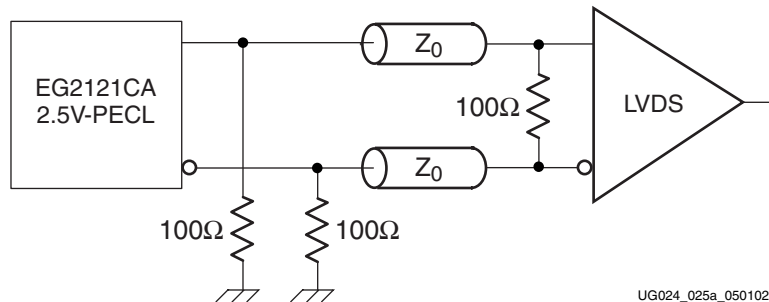 EG2121CA
2.5V-PECL
Z0
100Ω
LVDS
Z0
100Ω
100Ω
UG024_025a_050102